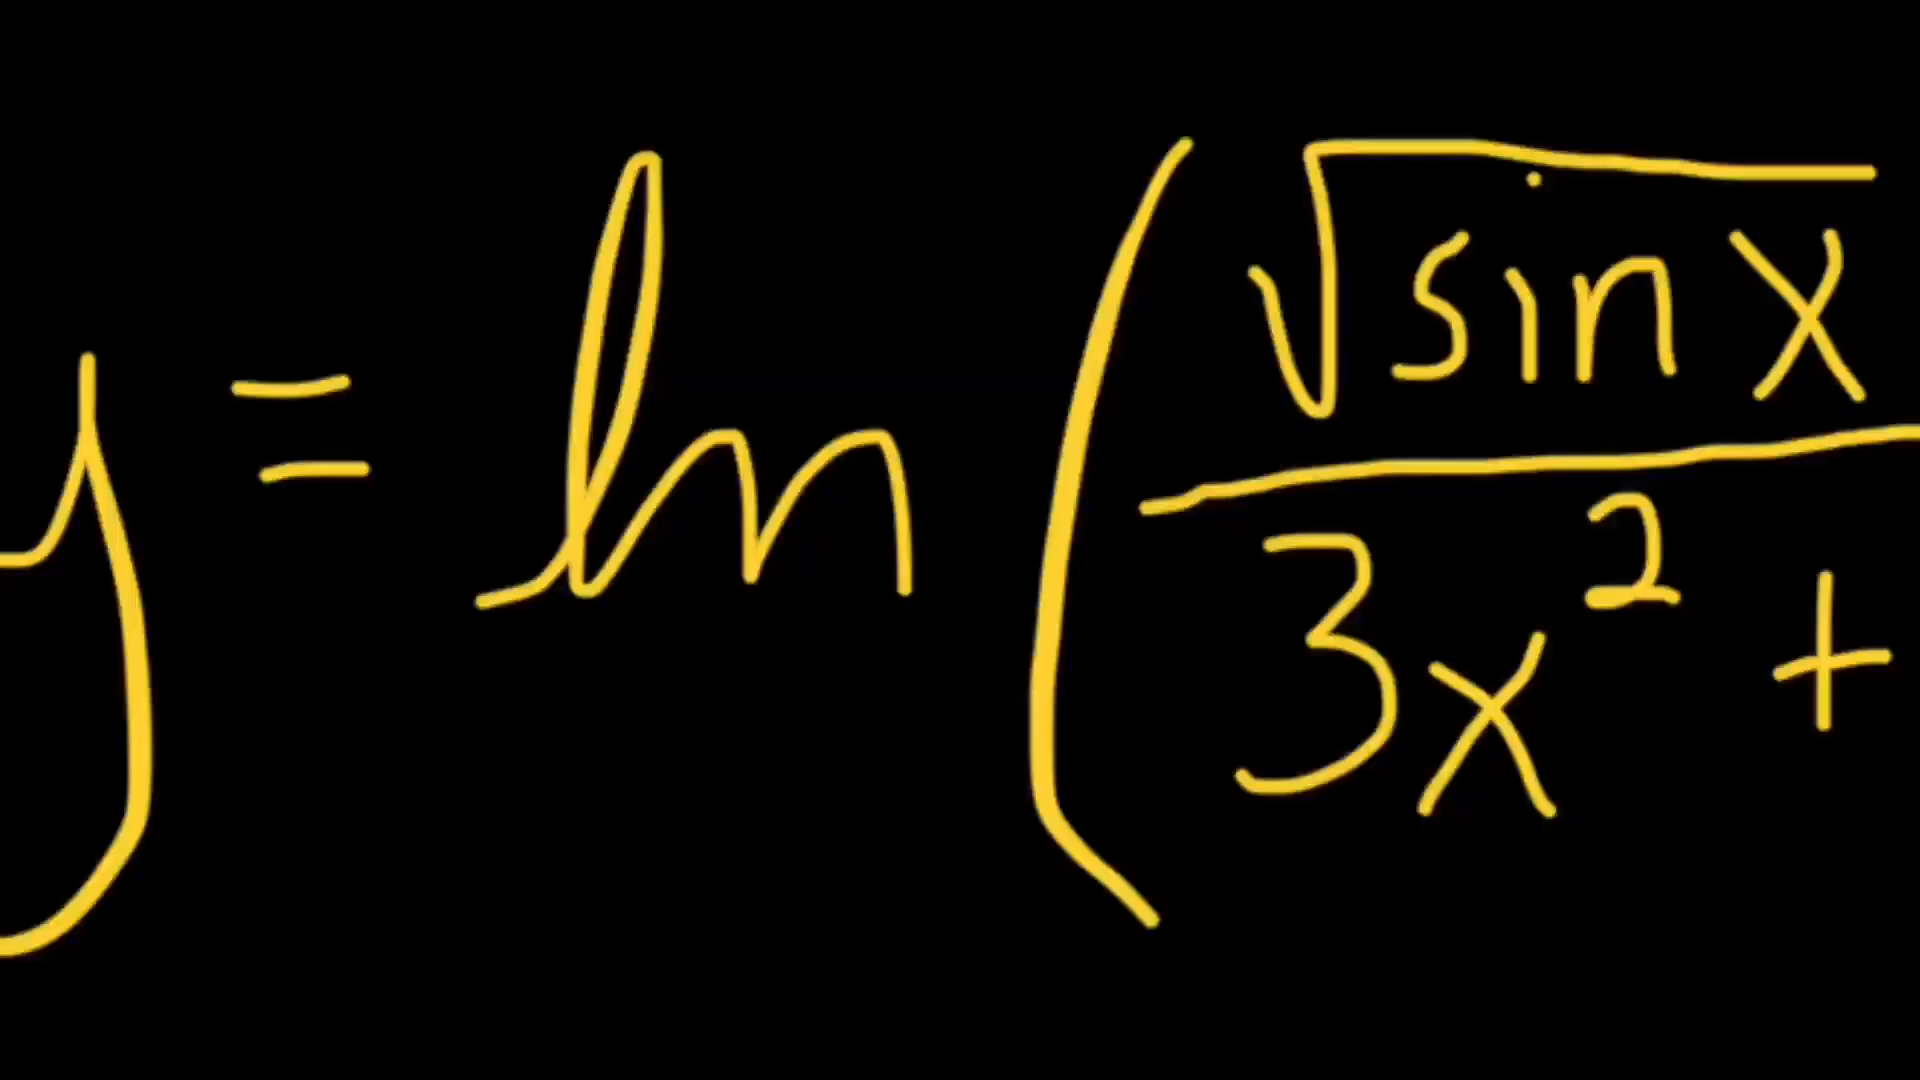 y = ln ( √sin x / 3x² +